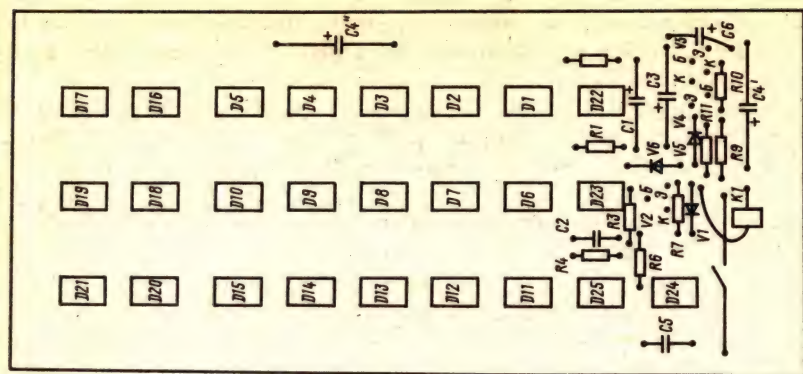 C4"
+
V3
+
C6
Б
Э
К
К
Б
R10
Э
R11
C4'
+
+
C1
+
C3
V4
D17
D16
D5
D4
D3
D2
D1
D22
R1
V6
V5
R9
D19
D18
D10
D9
D8
D7
D6
D23
Б
Э
К
K1
C2
R3
V2
R7
V1
R4
R6
D21
D20
D15
D14
D13
D12
D11
D25
D24
C5